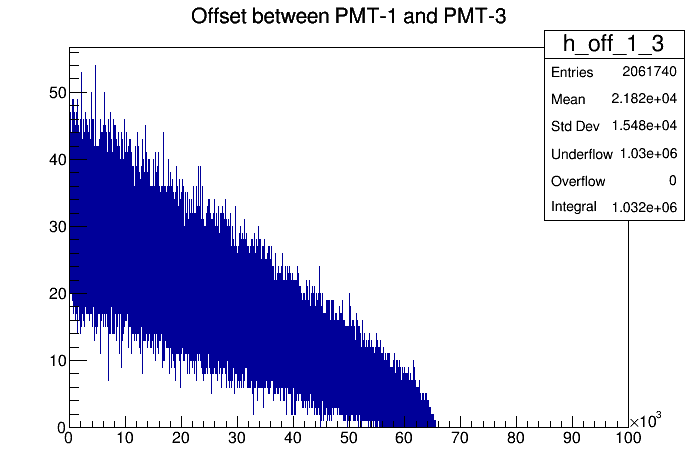 Offset between PMT-1 and PMT-3
h_off_1_3
Entries 2061740
Mean 2.182e+04
Std Dev 1.548e+04
Underflow 1.03e+06
Overflow 0
Integral 1.032e+06
50
40
30
20
10
0
0 10 20 30 40 50 60 70 80 90 100
×10³